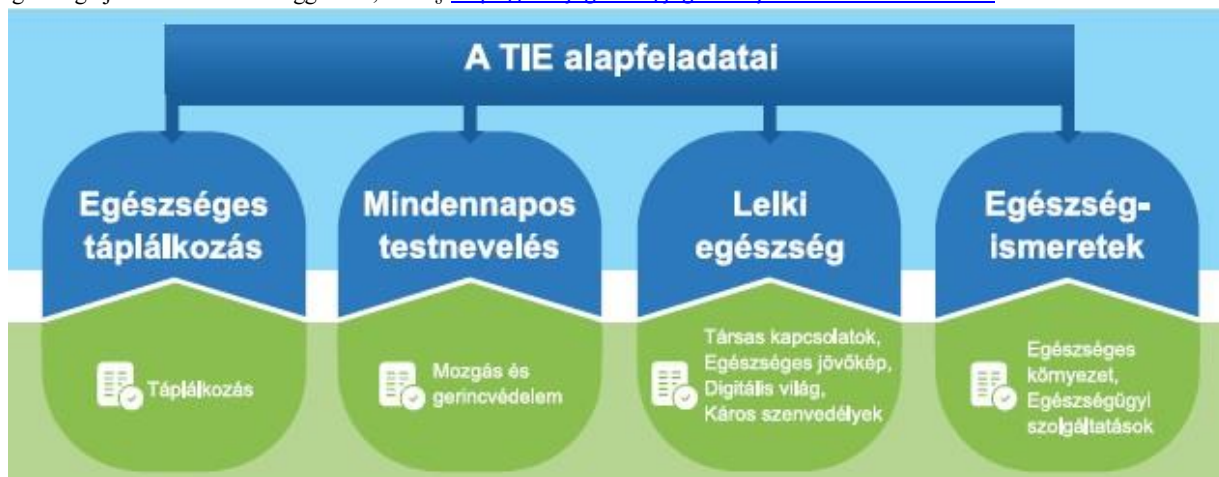 A TIE alapfeladatai
Egészséges
táplálkozás
Mindennapos
testnevelés
Lelki
egészség
Egészség-
ismeretek
Táplálkozás
Mozgás és
gerincvédelem
Társas kapcsolatok,
Egészséges jövőkép,
Digitális világ,
Káros szenvedélyek
Egészséges
környezet,
Egészségügyi
szolgáltatások